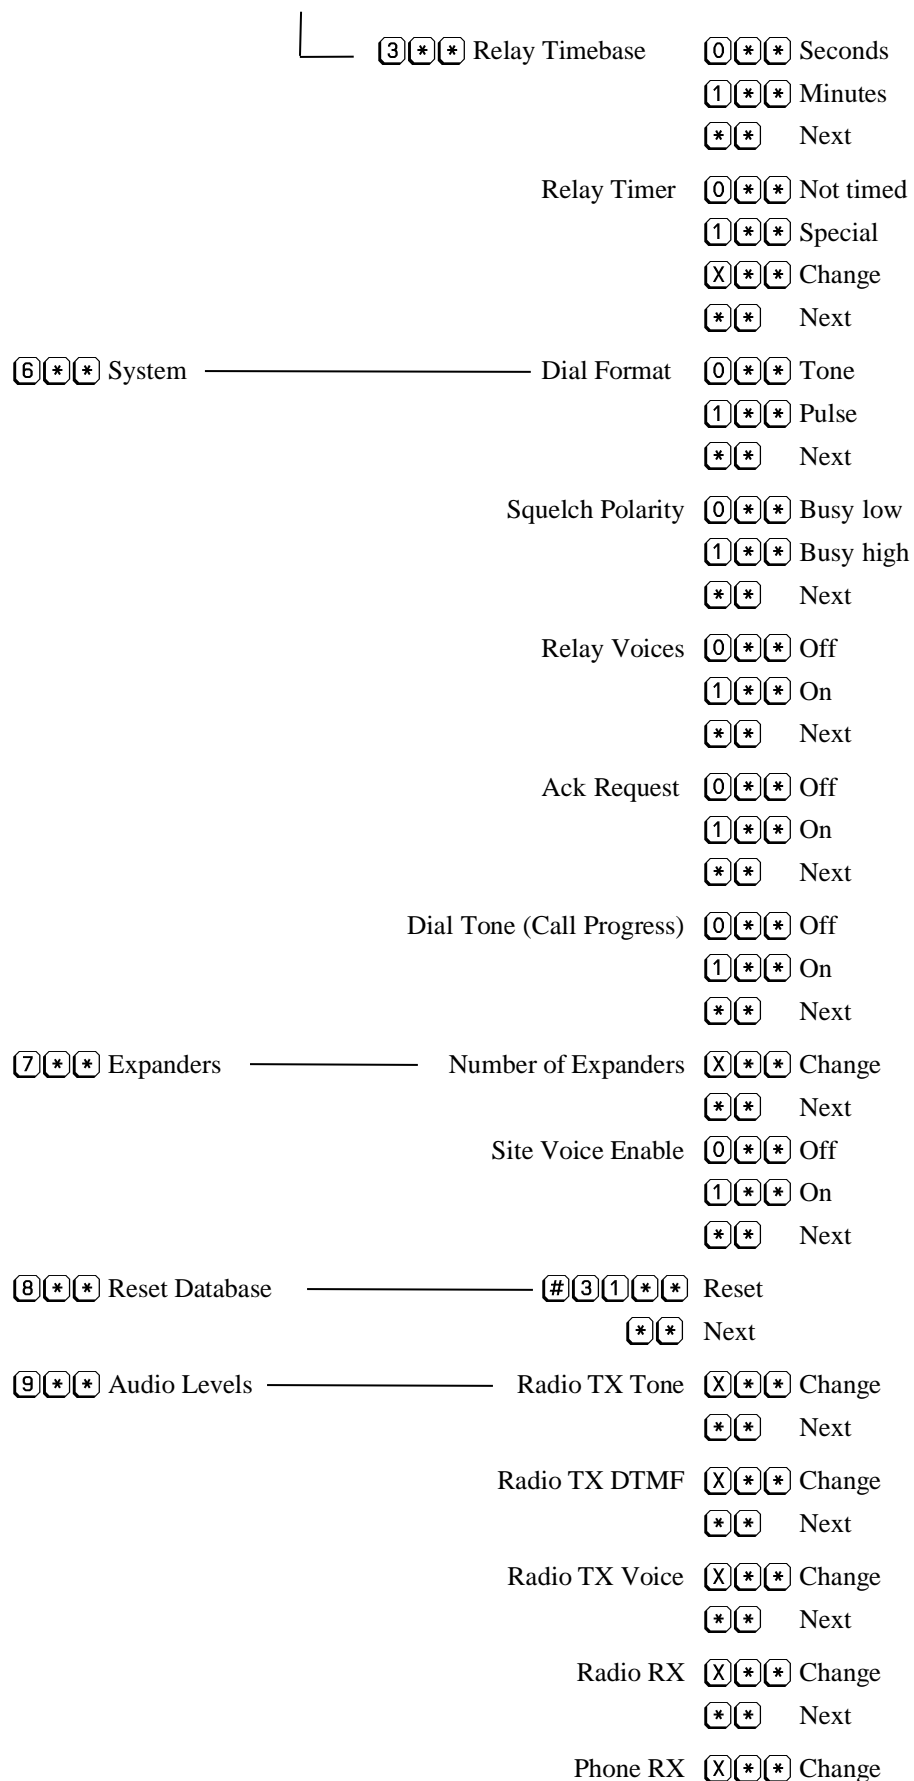 3** Relay Timebase 0** Seconds
1** Minutes
** Next
Relay Timer 0** Not timed
1** Special
X** Change
** Next
6** System Dial Format 0** Tone
1** Pulse
** Next
Squelch Polarity 0** Busy low
1** Busy high
** Next
Relay Voices 0** Off
1** On
** Next
Ack Request 0** Off
1** On
** Next
Dial Tone (Call Progress) 0** Off
1** On
** Next
7** Expanders Number of Expanders X** Change
** Next
Site Voice Enable 0** Off
1** On
** Next
8** Reset Database #31** Reset
** Next
9** Audio Levels Radio TX Tone X** Change
** Next
Radio TX DTMF X** Change
** Next
Radio TX Voice X** Change
** Next
Radio RX X** Change
** Next
Phone RX X** Change